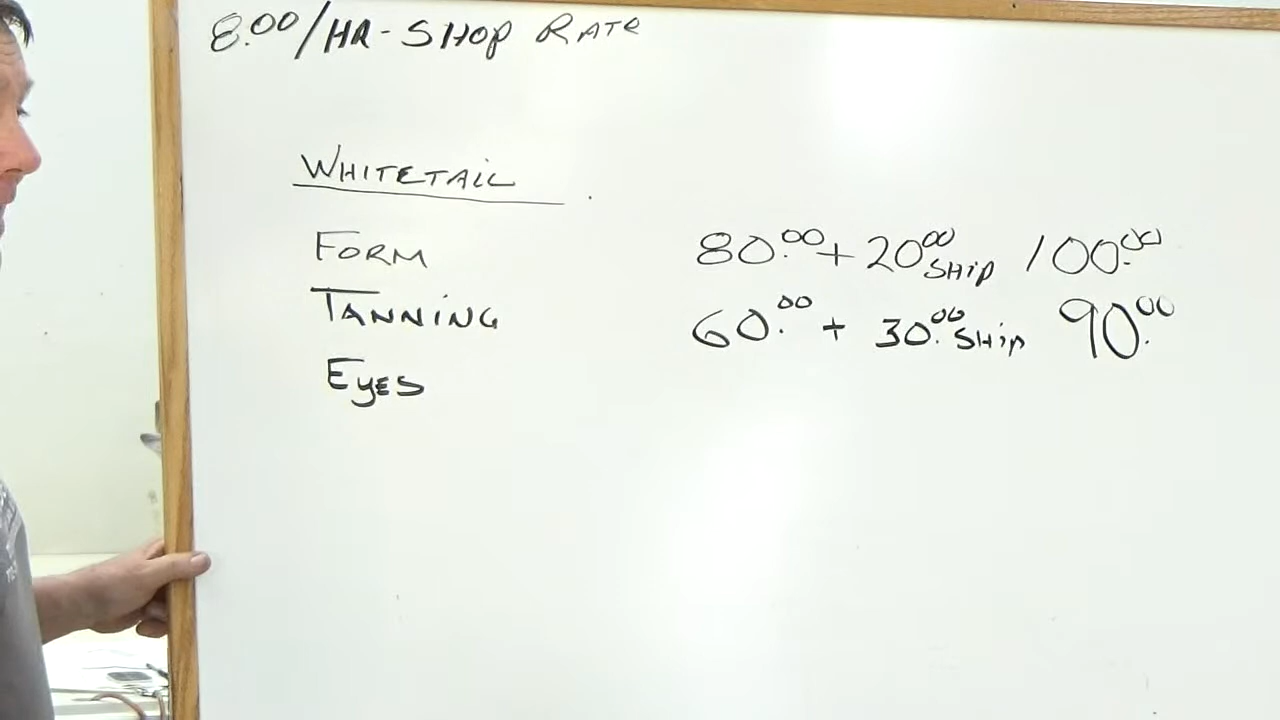 8.00/HR - SHOP RATE
WHITETAIL
FORM 80.00 + 20.00 SHIP 100.00
TANNING 60.00 + 30.00 SHIP 90.00
EYES